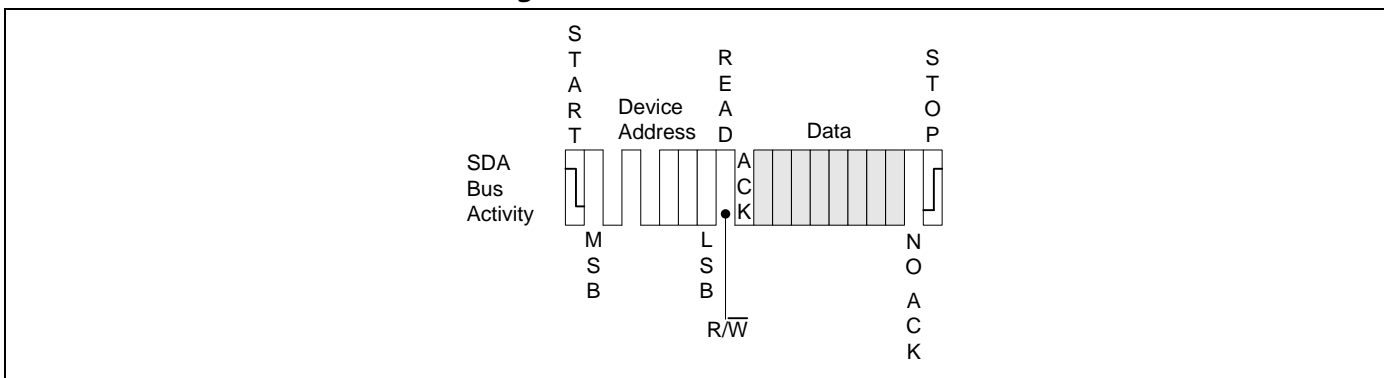 START
READ
STOP
Device
Address
Data
SDA
Bus
Activity
ACK
MSB
LSB
NO ACK
R/W̅